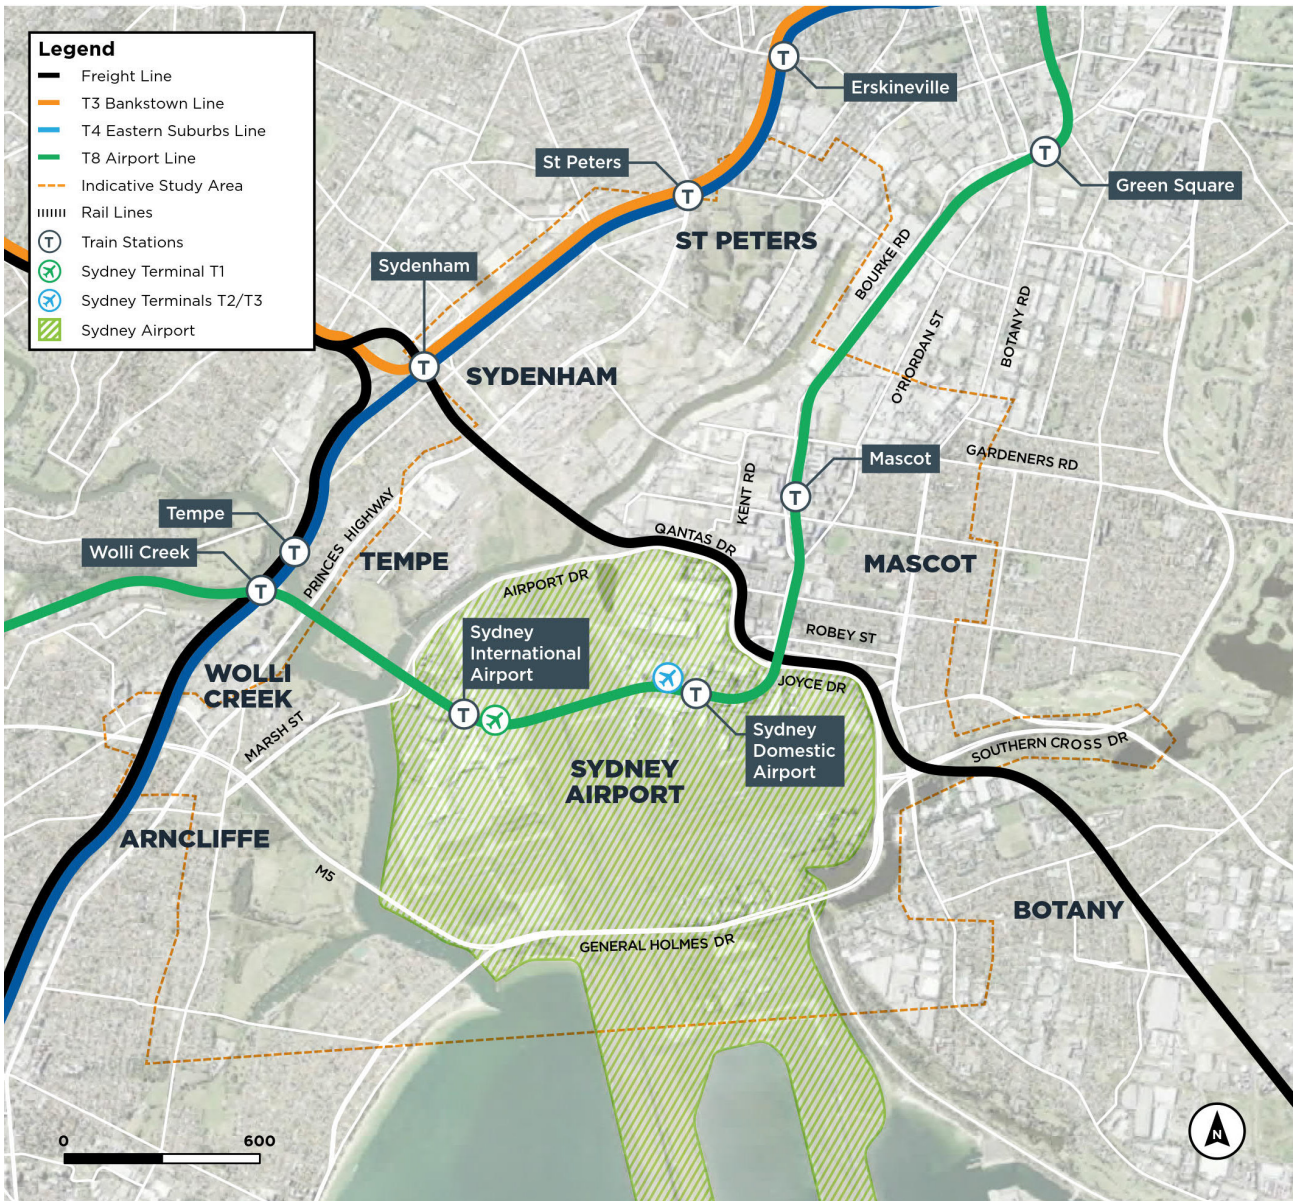 Legend
Freight Line
T3 Bankstown Line
T4 Eastern Suburbs Line
T8 Airport Line
Indicative Study Area
Rail Lines
T Train Stations
Sydney Terminal T1
Sydney Terminals T2/T3
Sydney Airport
T
Erskineville
T
Green Square
St Peters
T
ST PETERS
BOURKE RD
Sydenham
T
SYDENHAM
O'RIORDAN ST
BOTANY RD
Mascot
T
GARDENERS RD
KENT RD
QANTAS DR
MASCOT
Tempe
T
Wolli Creek
T
PRINCES HIGHWAY
TEMPE
AIRPORT DR
ROBEY ST
JOYCE DR
Sydney
International
Airport
T
T
Sydney
Domestic
Airport
WOLLI
CREEK
MARSH ST
SYDNEY
AIRPORT
SOUTHERN CROSS DR
ARNCLIFFE
M5
BOTANY
GENERAL HOLMES DR
0 600
N